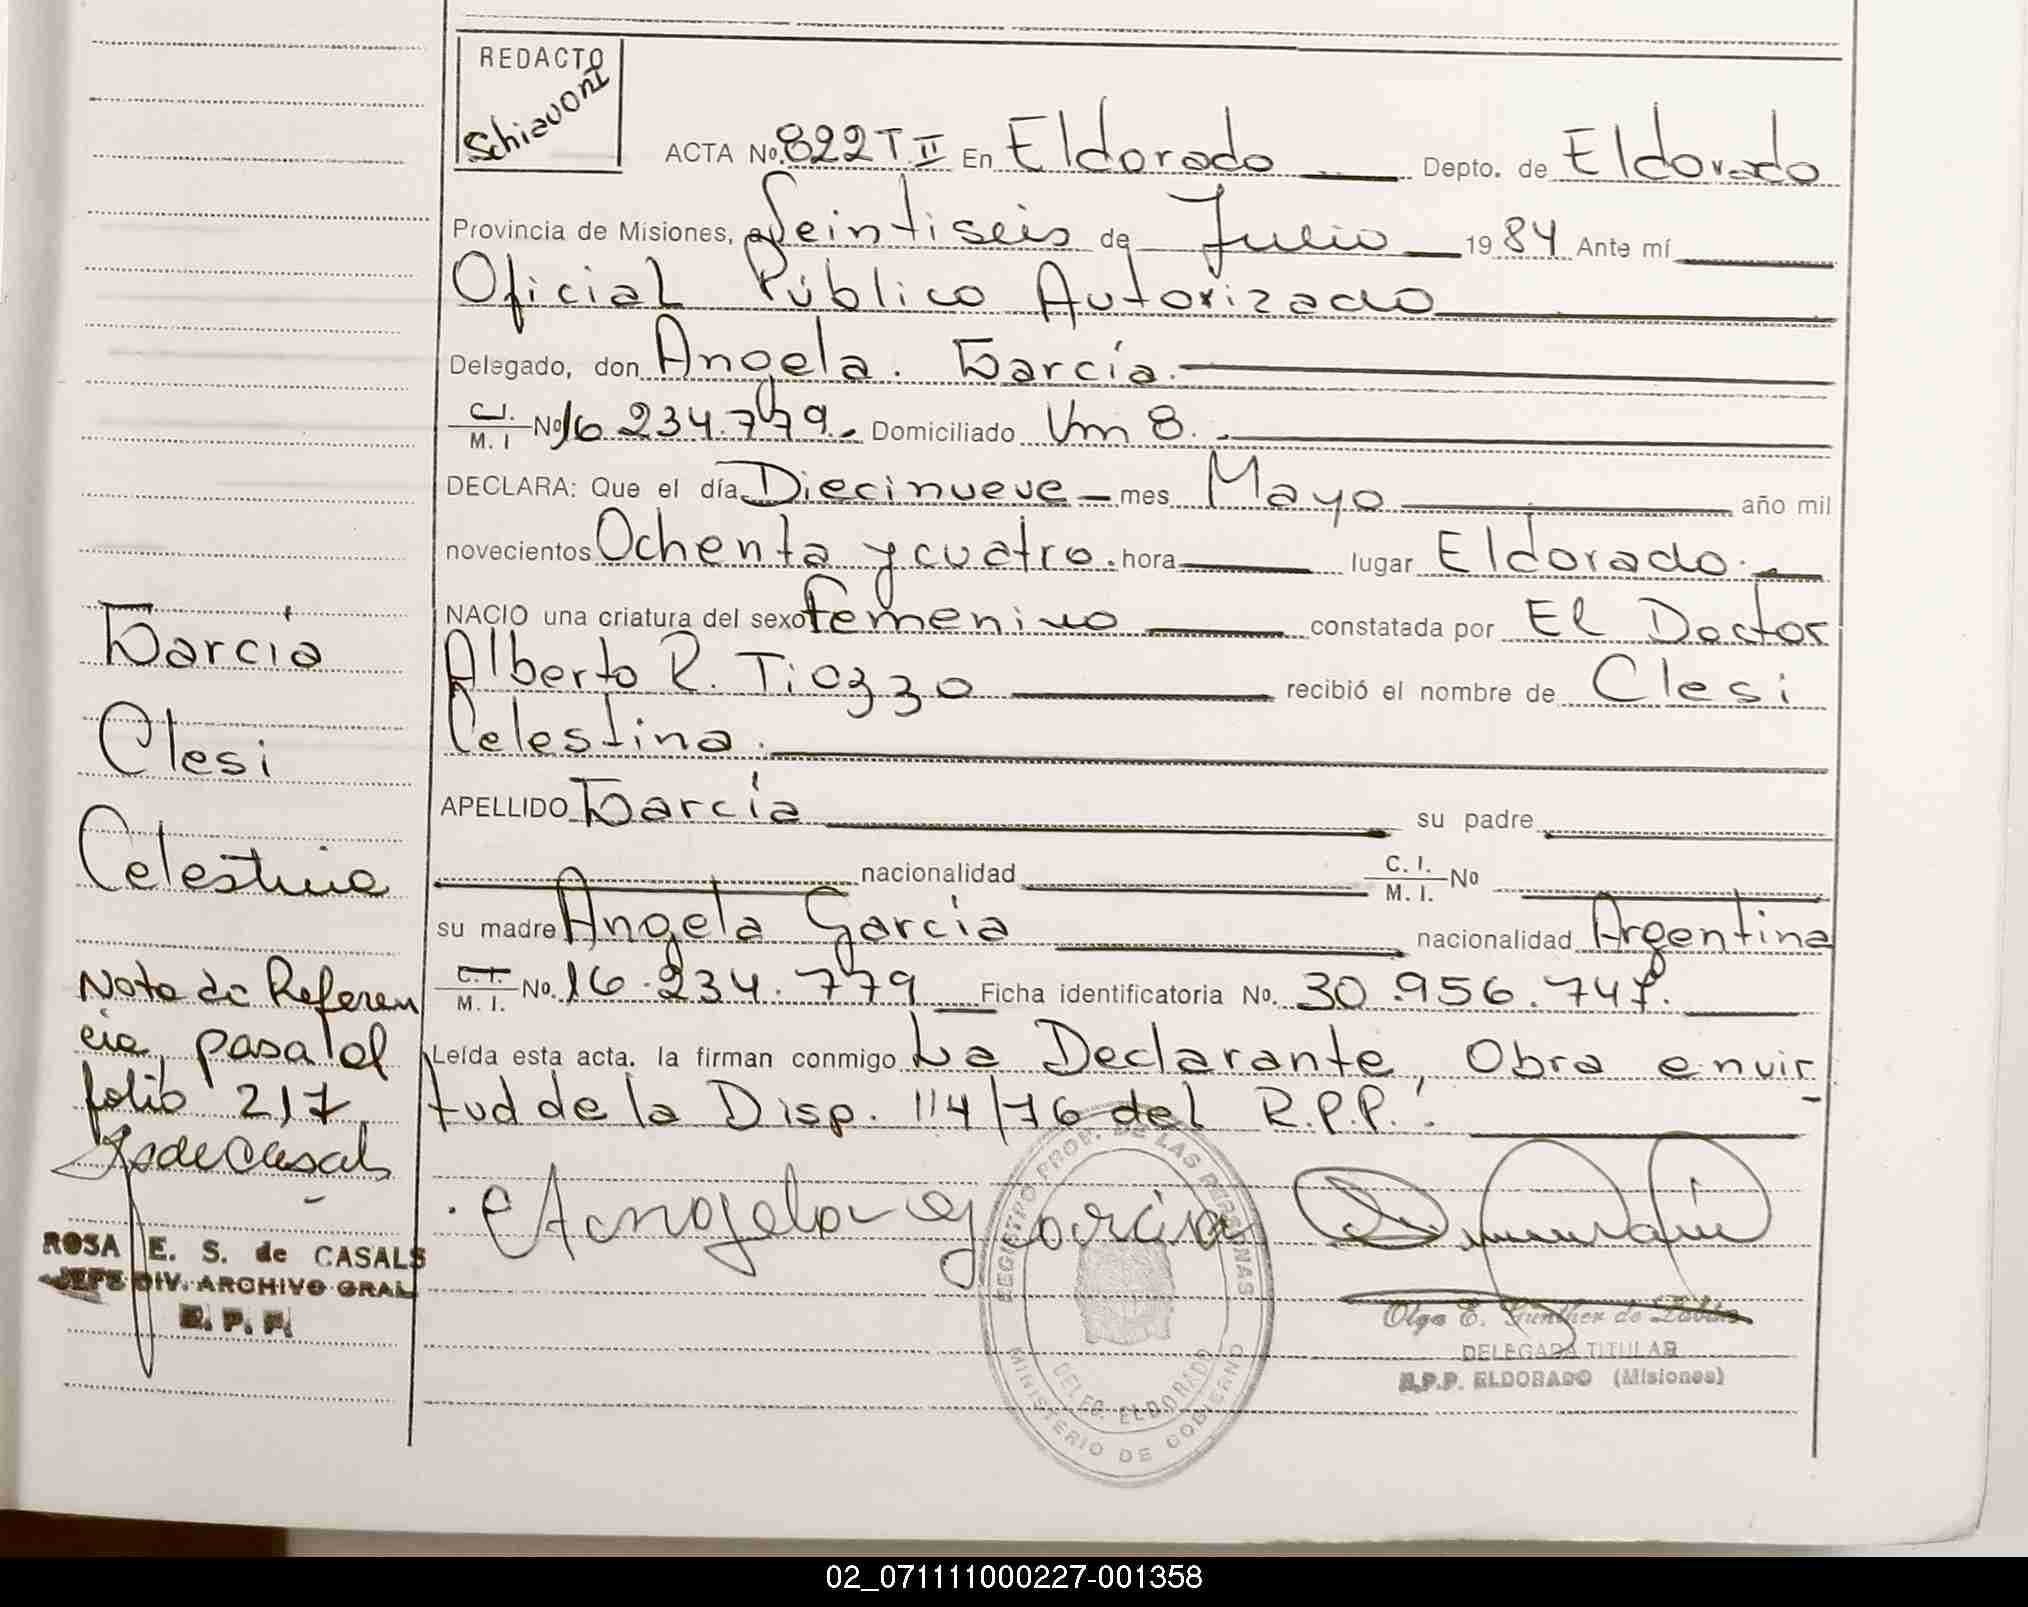 REDACTO
Schiavoni
ACTA No. 822 T. II En Eldorado Depto. de Eldorado
Provincia de Misiones, a Veintiseis de Julio 1984 Ante mí
Oficial Público Autorizado
Delegado, don Angela. García.
C.I. M. I No 16 234.779. Domiciliado Km 8.
DECLARA: Que el día Diecinueve mes Mayo año mil
novecientos Ochenta y cuatro. hora lugar Eldorado.
NACIO una criatura del sexo femenino constatada por El Doctor
Alberto R. Tiozzo recibió el nombre de Clesi
Celestina.
APELLIDO García su padre
nacionalidad C. I. M. I. No
su madre Angela García nacionalidad Argentina
C.I. M. I. No. 16.234.779 Ficha identificatoria No. 30.956.747.
Leída esta acta. la firman conmigo La Declarante, Obra en vir
tud de la Disp. 114/76 del R.P.P.
García
Clesi
Celestina
Nota de Referen
cia, pasa al
folio 217
ROSA E. S. de CASALS
JEFE DIV. ARCHIVO GRAL
R. P. P.
Angela García
REGISTRO PROV. DE LAS PERSONAS
DELEG. ELDORADO
MINISTERIO DE GOBIERNO
Olga E. Gunther de
DELEGADA TITULAR
R.P.P. ELDORADO (Misiones)
02_071111000227-001358